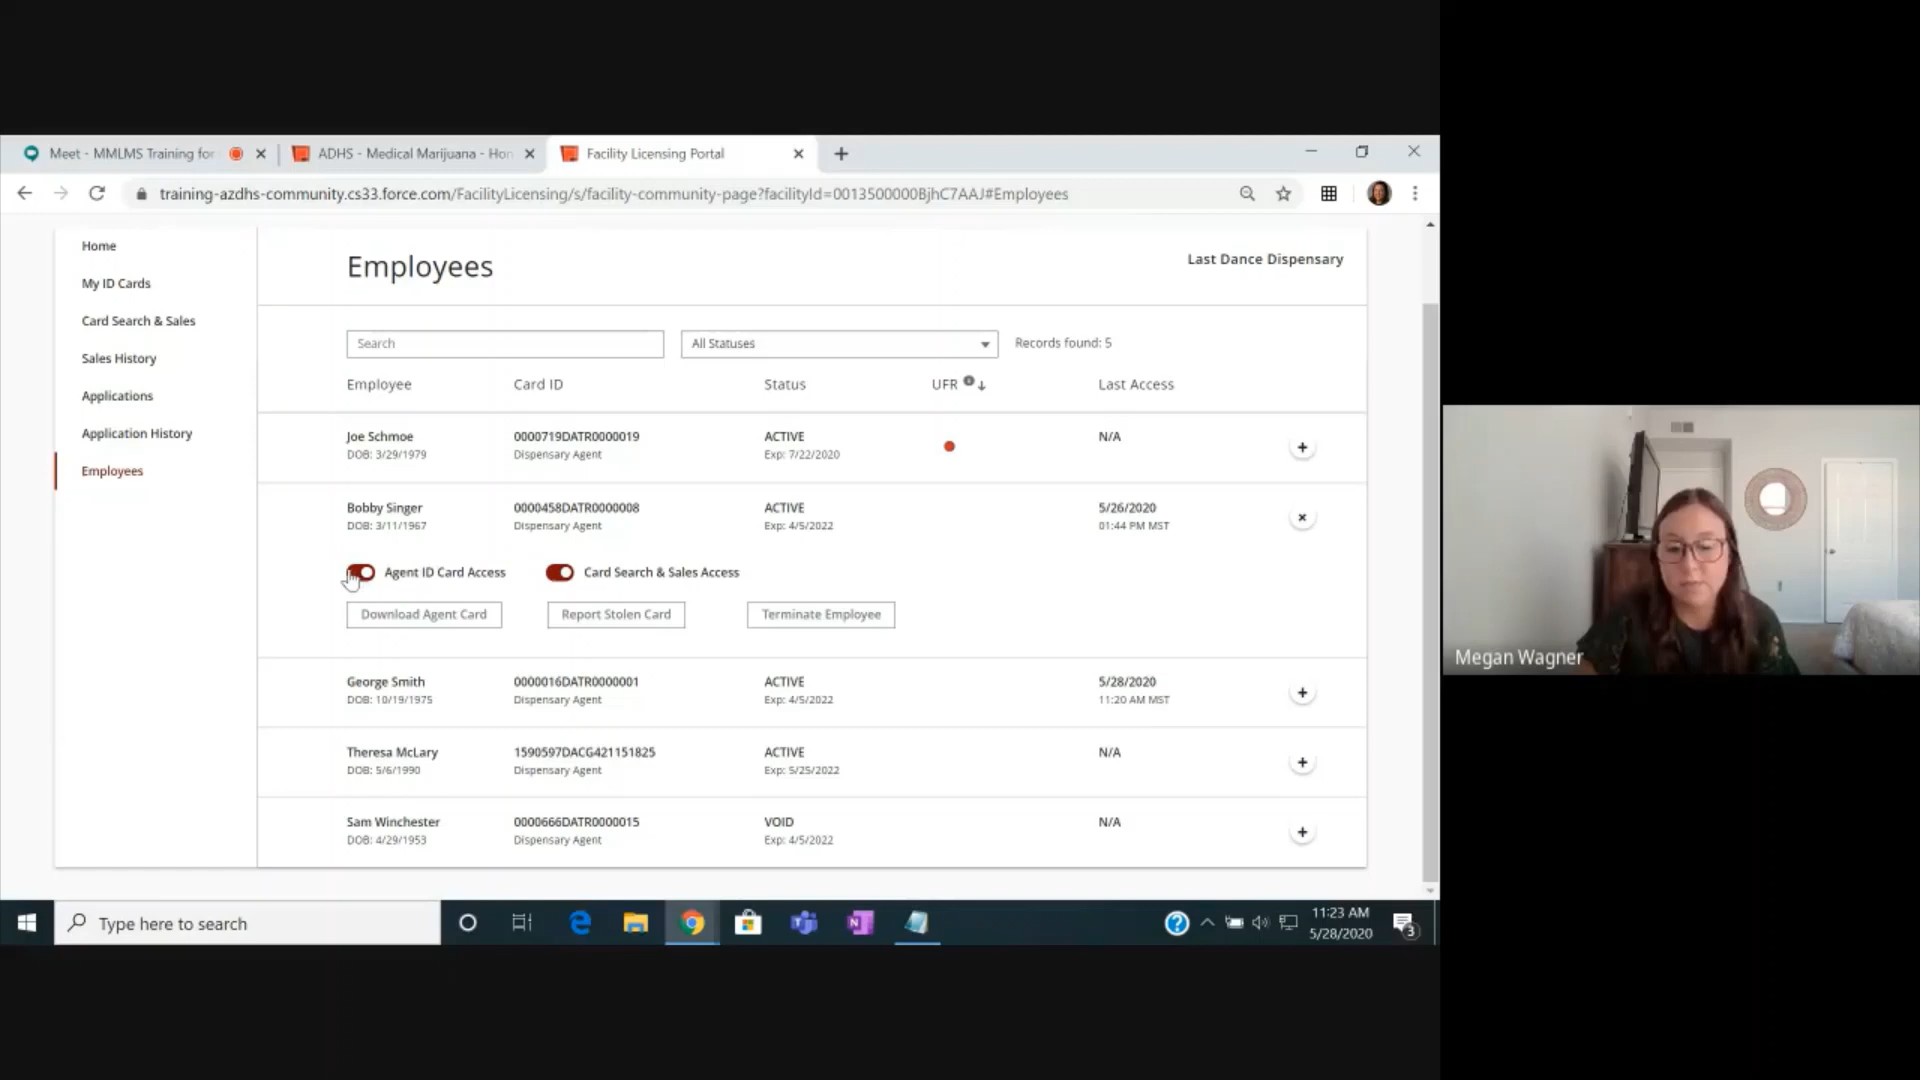 Meet - MMLMS Training for
ADHS - Medical Marijuana - Hon
Facility Licensing Portal
training-azdhs-community.cs33.force.com/FacilityLicensing/s/facility-community-page?facilityId=0013500000BjhC7AAJ#Employees
Home
My ID Cards
Card Search & Sales
Sales History
Applications
Application History
Employees
Employees
Last Dance Dispensary
Search
All Statuses
Records found: 5
Employee Card ID Status UFR Last Access
Joe Schmoe 0000719DATR0000019 ACTIVE N/A
DOB: 3/29/1979 Dispensary Agent Exp: 7/22/2020
Bobby Singer 0000458DATR0000008 ACTIVE 5/26/2020
DOB: 3/11/1967 Dispensary Agent Exp: 4/5/2022 01:44 PM MST
Agent ID Card Access Card Search & Sales Access
Download Agent Card Report Stolen Card Terminate Employee
George Smith 0000016DATR0000001 ACTIVE 5/28/2020
DOB: 10/19/1975 Dispensary Agent Exp: 4/5/2022 11:20 AM MST
Theresa McLary 1590597DACG421151825 ACTIVE N/A
DOB: 5/6/1990 Dispensary Agent Exp: 5/25/2022
Sam Winchester 0000666DATR0000015 VOID N/A
DOB: 4/29/1953 Dispensary Agent Exp: 4/5/2022
Type here to search
11:23 AM
5/28/2020
3
Megan Wagner